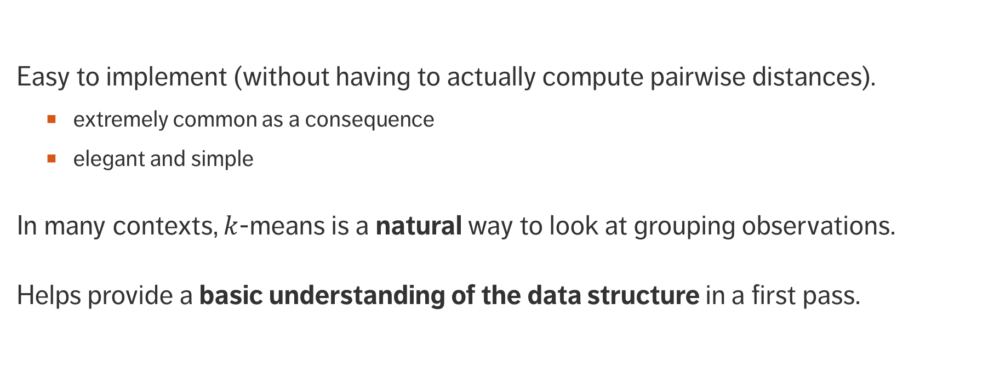 Easy to implement (without having to actually compute pairwise distances).
extremely common as a consequence
elegant and simple
In many contexts, k-means is a natural way to look at grouping observations.
Helps provide a basic understanding of the data structure in a first pass.